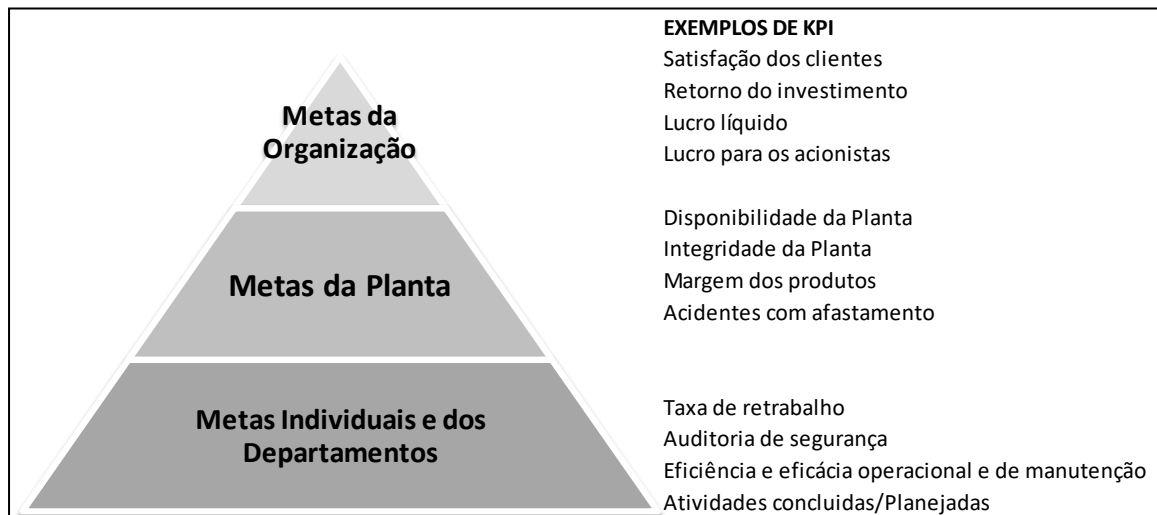 EXEMPLOS DE KPI
Satisfação dos clientes
Retorno do investimento
Lucro líquido
Lucro para os acionistas
Metas da
Organização
Disponibilidade da Planta
Integridade da Planta
Margem dos produtos
Acidentes com afastamento
Metas da Planta
Taxa de retrabalho
Auditoria de segurança
Eficiência e eficácia operacional e de manutenção
Atividades concluidas/Planejadas
Metas Individuais e dos
Departamentos